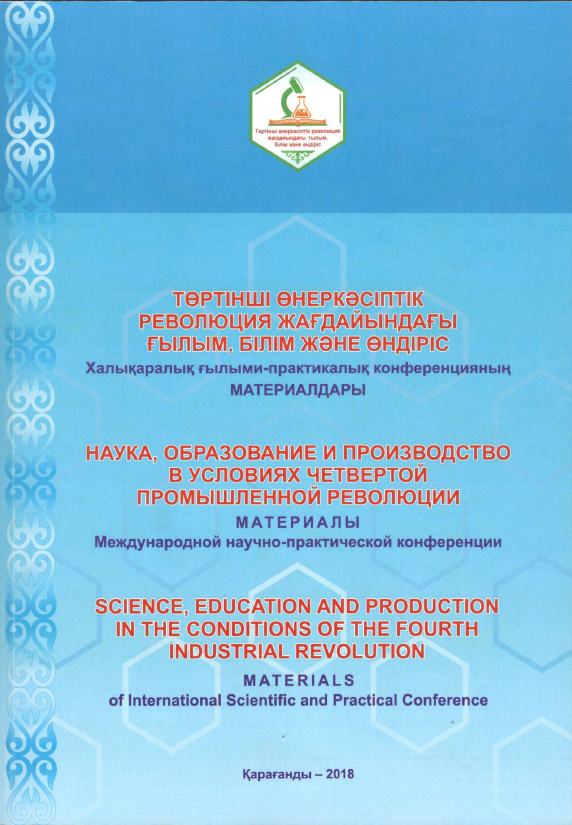 Төртінші өнеркәсіптік революция
жағдайындағы ғылым,
білім және өндіріс
ТӨРТІНШІ ӨНЕРКӘСІПТІК
РЕВОЛЮЦИЯ ЖАҒДАЙЫНДАҒЫ
ҒЫЛЫМ, БІЛІМ ЖӘНЕ ӨНДІРІС
Халықаралық ғылыми-практикалық конференцияның
МАТЕРИАЛДАРЫ
НАУКА, ОБРАЗОВАНИЕ И ПРОИЗВОДСТВО
В УСЛОВИЯХ ЧЕТВЕРТОЙ
ПРОМЫШЛЕННОЙ РЕВОЛЮЦИИ
МАТЕРИАЛЫ
Международной научно-практической конференции
SCIENCE, EDUCATION AND PRODUCTION
IN THE CONDITIONS OF THE FOURTH
INDUSTRIAL REVOLUTION
MATERIALS
of International Scientific and Practical Conference
Қарағанды – 2018